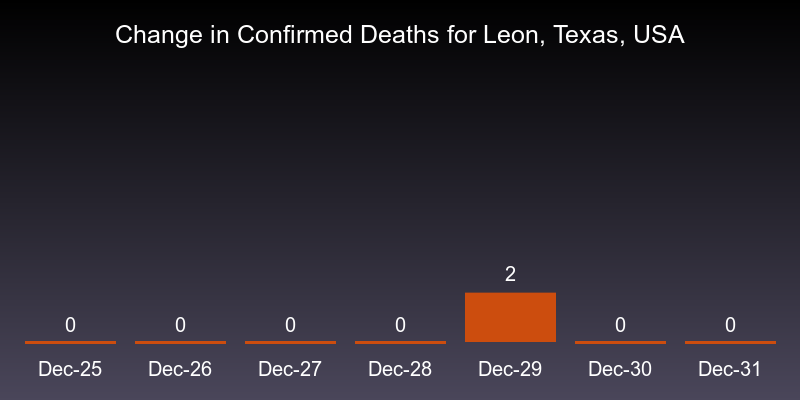 Change in Confirmed Deaths for Leon, Texas, USA
2
0 0 0 0 0 0
Dec-25 Dec-26 Dec-27 Dec-28 Dec-29 Dec-30 Dec-31